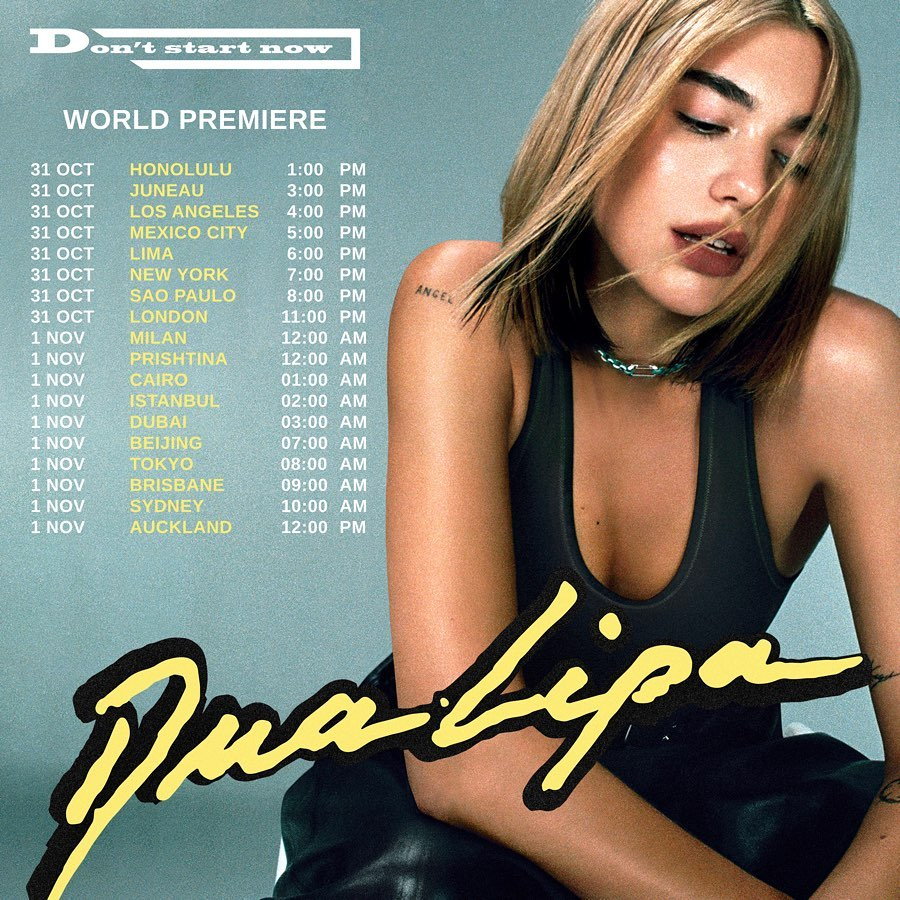 Don't start now
WORLD PREMIERE
31 OCT HONOLULU 1:00 PM
31 OCT JUNEAU 3:00 PM
31 OCT LOS ANGELES 4:00 PM
31 OCT MEXICO CITY 5:00 PM
31 OCT LIMA 6:00 PM
31 OCT NEW YORK 7:00 PM
31 OCT SAO PAULO 8:00 PM
31 OCT LONDON 11:00 PM
1 NOV MILAN 12:00 AM
1 NOV PRISHTINA 12:00 AM
1 NOV CAIRO 01:00 AM
1 NOV ISTANBUL 02:00 AM
1 NOV DUBAI 03:00 AM
1 NOV BEIJING 07:00 AM
1 NOV TOKYO 08:00 AM
1 NOV BRISBANE 09:00 AM
1 NOV SYDNEY 10:00 AM
1 NOV AUCKLAND 12:00 PM
ANGEL
Dua Lipa